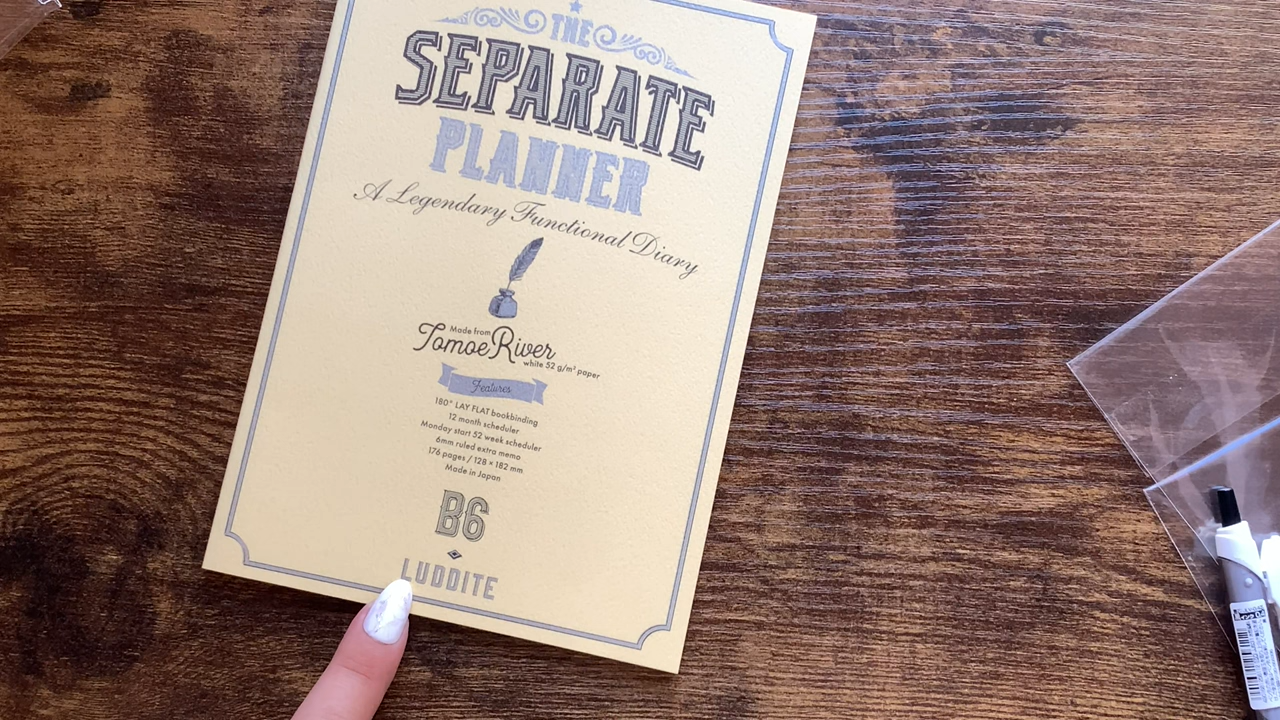 THE
SEPARATE
PLANNER
A Legendary Functional Diary
Made from
TomoeRiver
white 52 g/m² paper
Features
180° LAY FLAT bookbinding
12 month scheduler
Monday start 52 week scheduler
6mm ruled extra memo
176 pages / 128 × 182 mm
Made in Japan
B6
LUDDITE